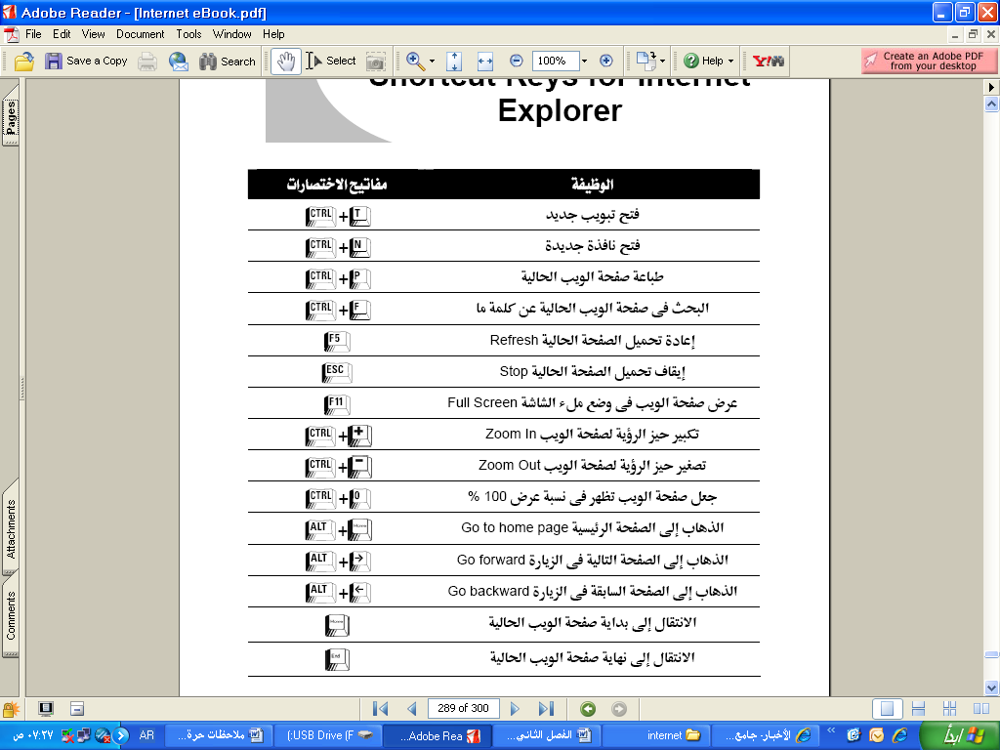 Adobe Reader - [Internet eBook.pdf]
File Edit View Document Tools Window Help
Save a Copy Search Select 100% Help Y! Create an Adobe PDF
from your desktop
Pages
Shortcut Keys for Internet
Explorer
الوظيفة مفاتيح الاختصارات
فتح تبويب جديد CTRL + T
فتح نافذة جديدة CTRL + N
طباعة صفحة الويب الحالية CTRL + P
البحث فى صفحة الويب الحالية عن كلمة ما CTRL + F
إعادة تحميل الصفحة الحالية Refresh F5
إيقاف تحميل الصفحة الحالية Stop ESC
عرض صفحة الويب فى وضع ملء الشاشة Full Screen F11
تكبير حيز الرؤية لصفحة الويب Zoom In CTRL + +
تصغير حيز الرؤية لصفحة الويب Zoom Out CTRL + -
جعل صفحة الويب تظهر فى نسبة عرض 100 % CTRL + 0
الذهاب إلى الصفحة الرئيسية Go to home page ALT + Home
الذهاب إلى الصفحة التالية فى الزيارة Go forward ALT + →
الذهاب إلى الصفحة السابقة فى الزيارة Go backward ALT + ←
الانتقال إلى بداية صفحة الويب الحالية Home
الانتقال إلى نهاية صفحة الويب الحالية End
Attachments
Comments
289 of 300
ابدأ
الأخبار- جامع...
internet
الفصل الثاني...
Adobe Rea...
USB Drive (F:)
ملاحظات حرة...
AR
٠٧:٢٧ ص